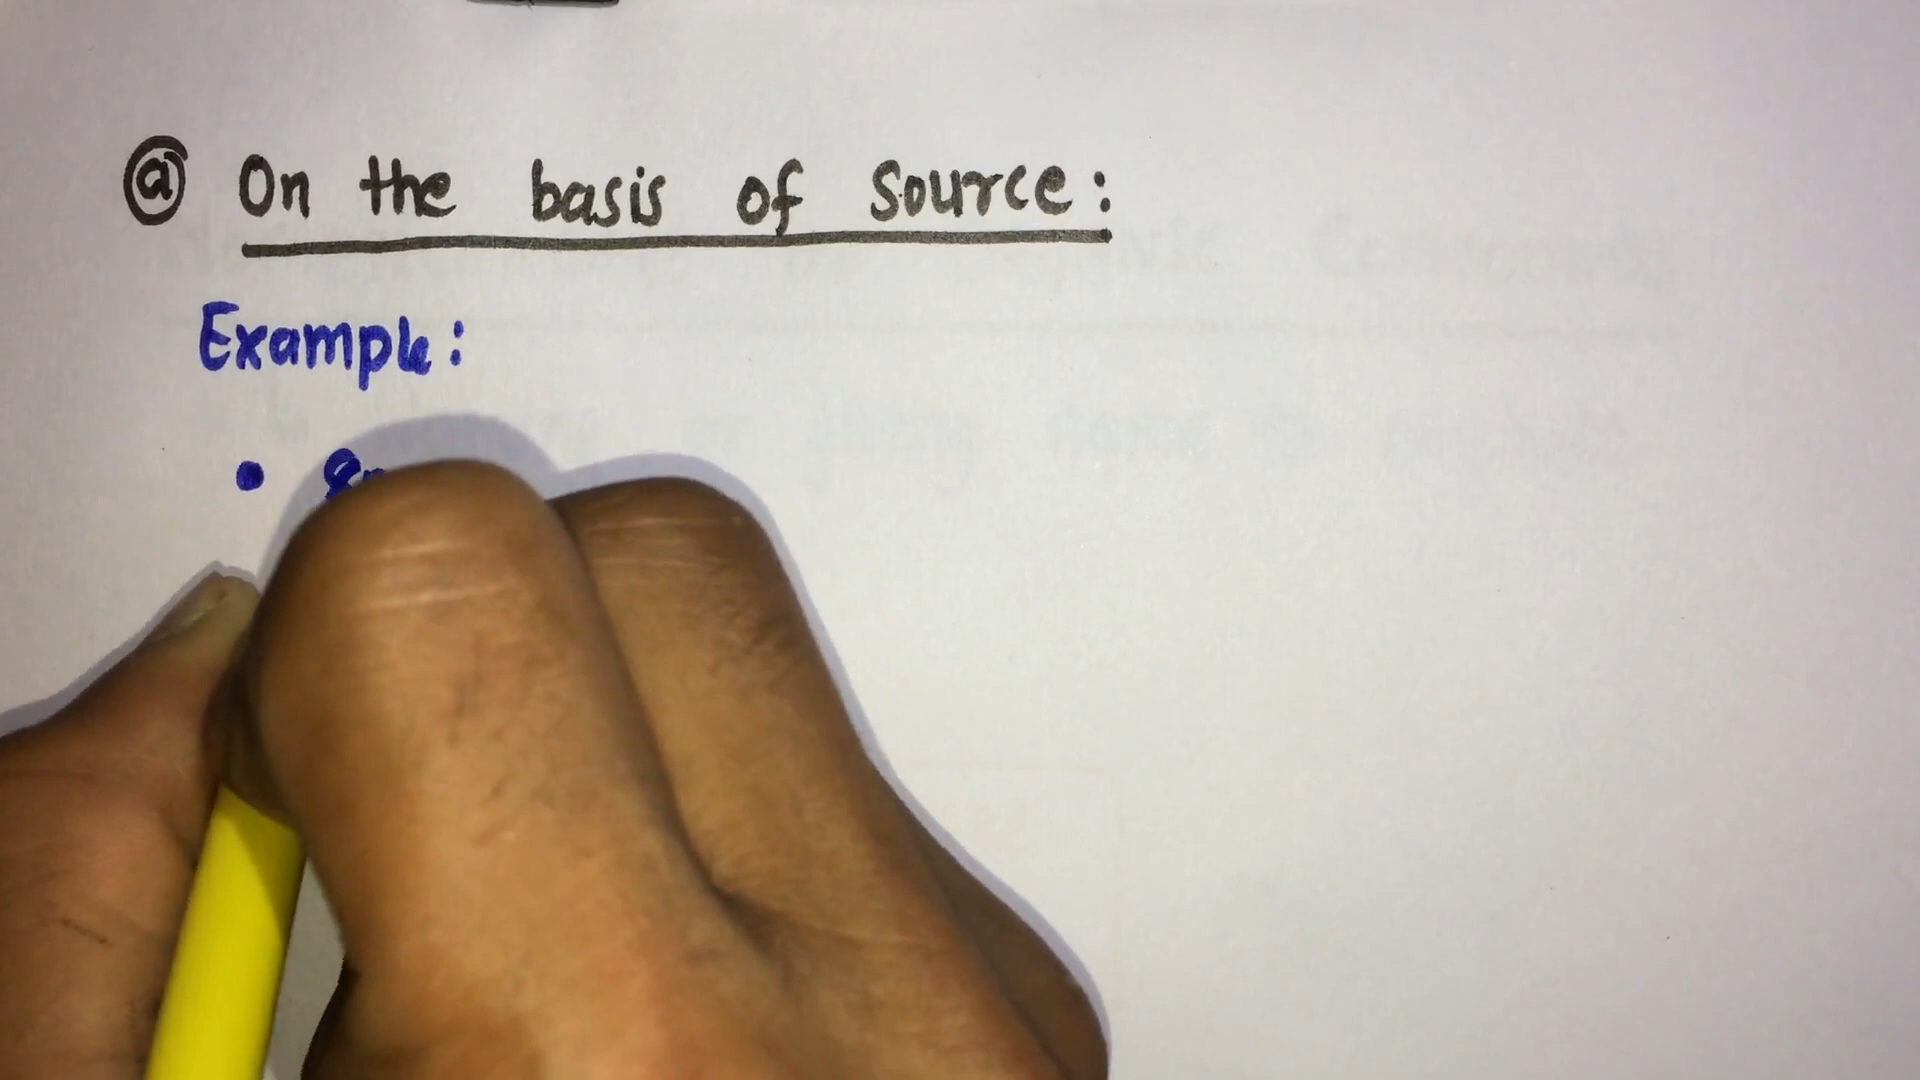 ⓐ On the basis of Source:
Example:
•